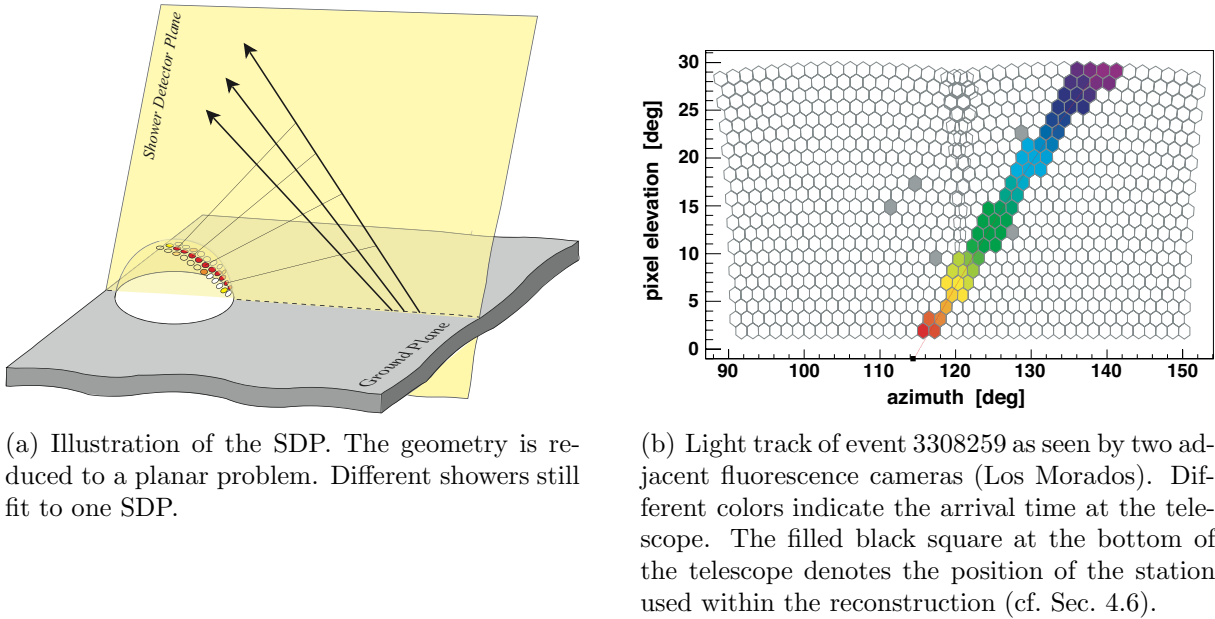 Shower Detector Plane
Ground Plane
30
25
20
15
10
5
0
pixel elevation [deg]
90 100 110 120 130 140 150
azimuth [deg]
(a) Illustration of the SDP. The geometry is re-
duced to a planar problem. Different showers still
fit to one SDP.
(b) Light track of event 3308259 as seen by two ad-
jacent fluorescence cameras (Los Morados). Dif-
ferent colors indicate the arrival time at the tele-
scope. The filled black square at the bottom of
the telescope denotes the position of the station
used within the reconstruction (cf. Sec. 4.6).